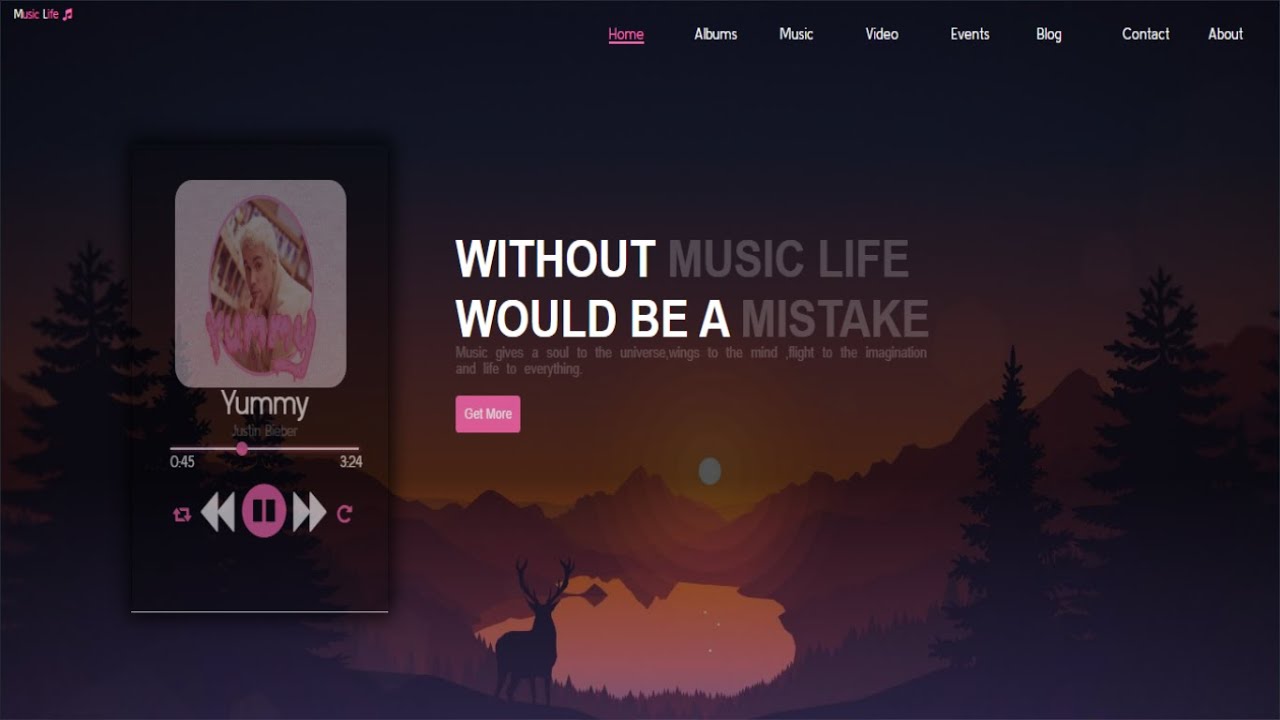 Music Life
Home Albums Music Video Events Blog Contact About
Yummy
Yummy
Justin Bieber
0:45 3:24
WITHOUT MUSIC LIFE
WOULD BE A MISTAKE
Music gives a soul to the universe,wings to the mind ,flight to the imagination
and life to everything.
Get More